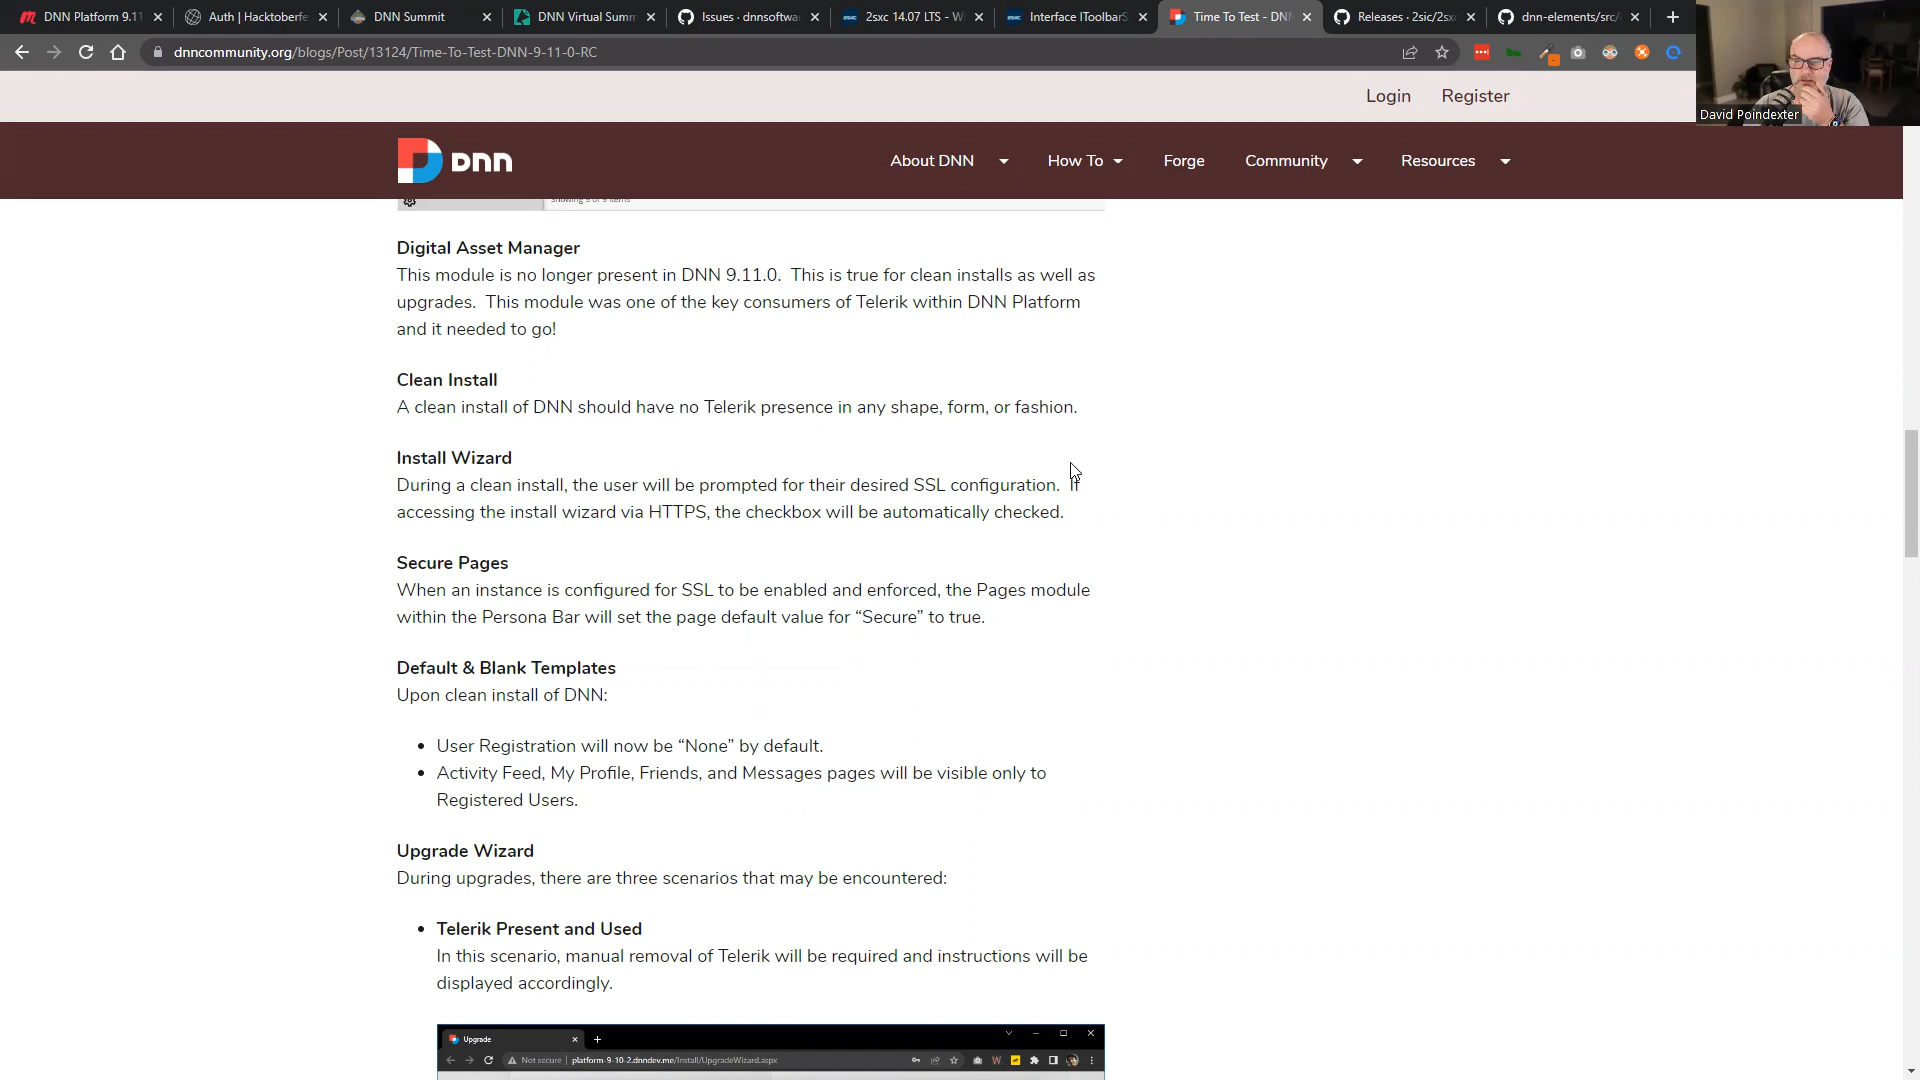 DNN Platform 9.11
Auth | Hacktoberfe
DNN Summit
DNN Virtual Summ
Issues · dnnsoftwa
2sxc 14.07 LTS - W
Interface IToolbarS
Time To Test - DNN
Releases · 2sic/2sx
dnn-elements/src/
dnncommunity.org/blogs/Post/13124/Time-To-Test-DNN-9-11-0-RC
Login Register
David Poindexter
DNN
About DNN How To Forge Community Resources
Showing 9 of 9 items
Digital Asset Manager
This module is no longer present in DNN 9.11.0. This is true for clean installs as well as
upgrades. This module was one of the key consumers of Telerik within DNN Platform
and it needed to go!
Clean Install
A clean install of DNN should have no Telerik presence in any shape, form, or fashion.
Install Wizard
During a clean install, the user will be prompted for their desired SSL configuration. If
accessing the install wizard via HTTPS, the checkbox will be automatically checked.
Secure Pages
When an instance is configured for SSL to be enabled and enforced, the Pages module
within the Persona Bar will set the page default value for “Secure” to true.
Default & Blank Templates
Upon clean install of DNN:
• User Registration will now be “None” by default.
• Activity Feed, My Profile, Friends, and Messages pages will be visible only to
Registered Users.
Upgrade Wizard
During upgrades, there are three scenarios that may be encountered:
• Telerik Present and Used
In this scenario, manual removal of Telerik will be required and instructions will be
displayed accordingly.
Upgrade
Not secure | platform-9-10-2.dnndev.me/Install/UpgradeWizard.aspx